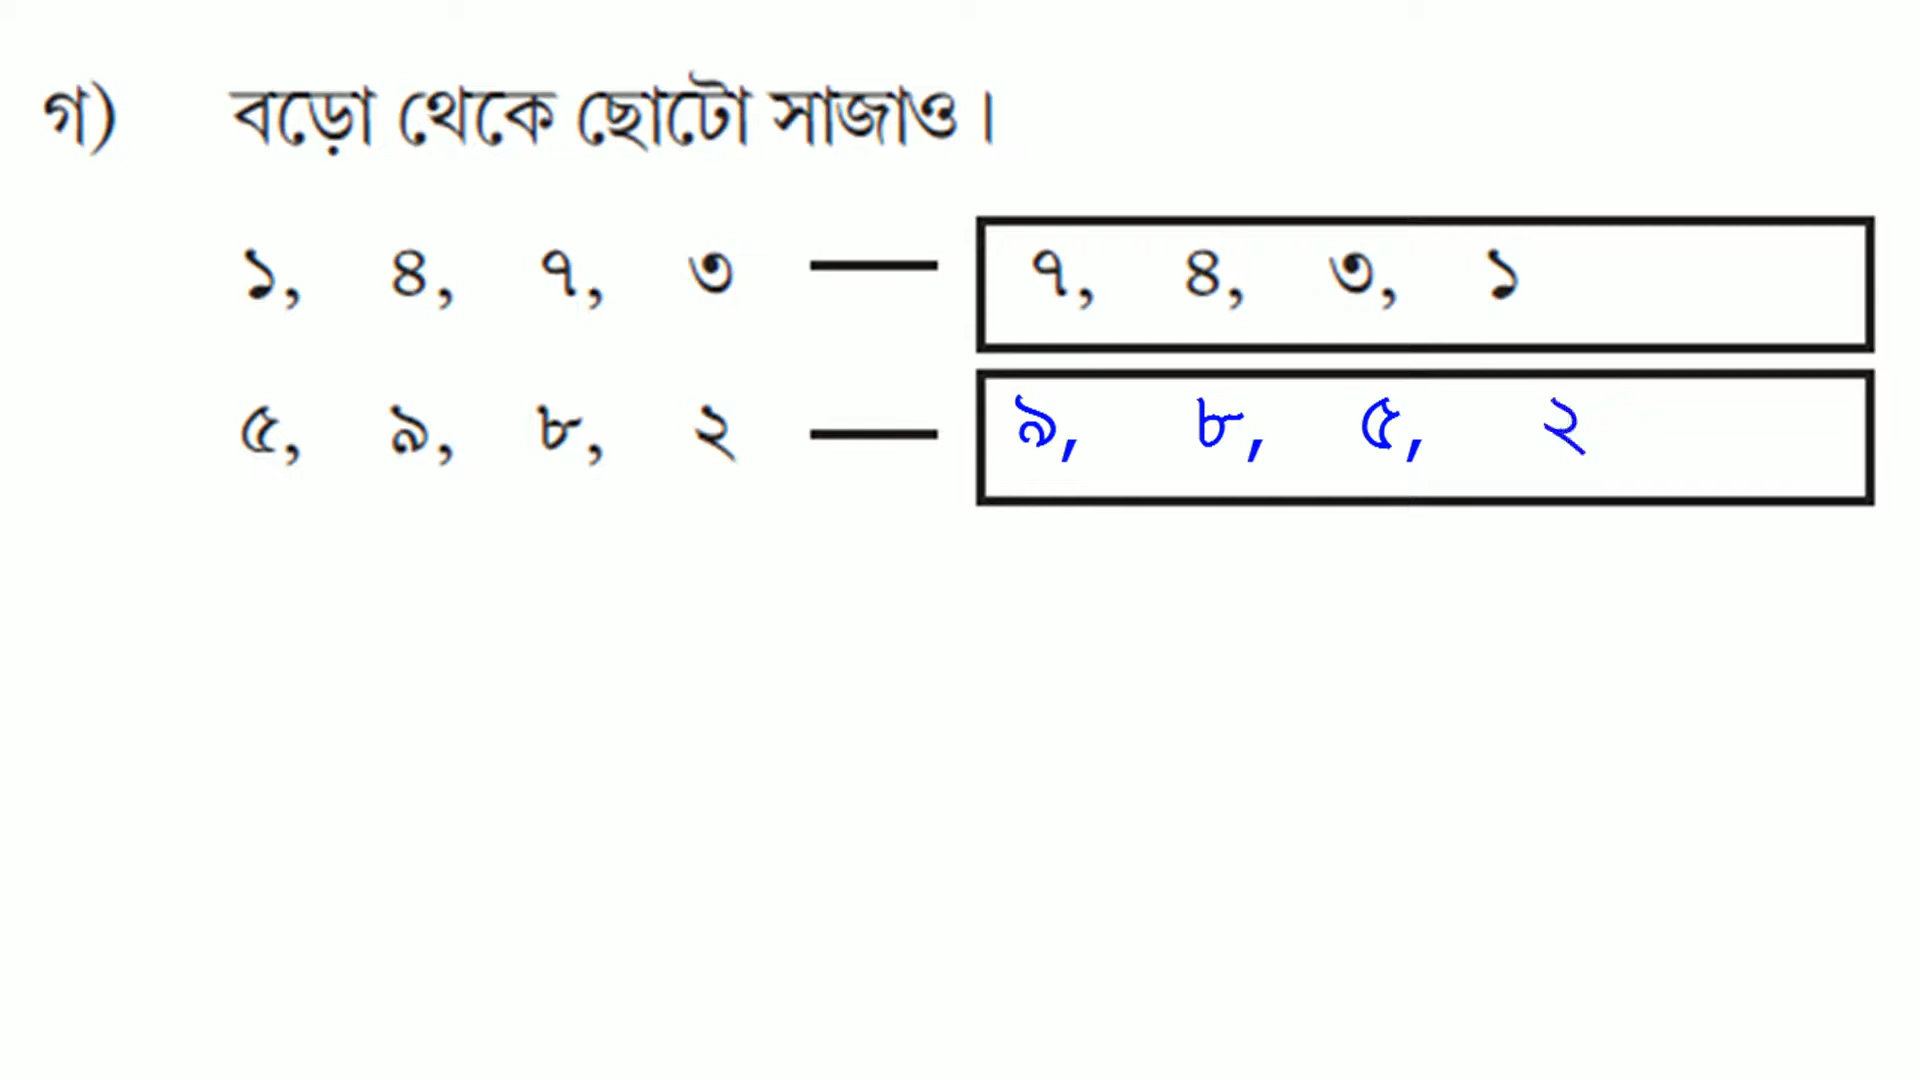 গ) বড়ো থেকে ছোটো সাজাও।
১, ৪, ৭, ৩ — ৭, ৪, ৩, ১
৫, ৯, ৮, ২ — ৯, ৮, ৫, ২